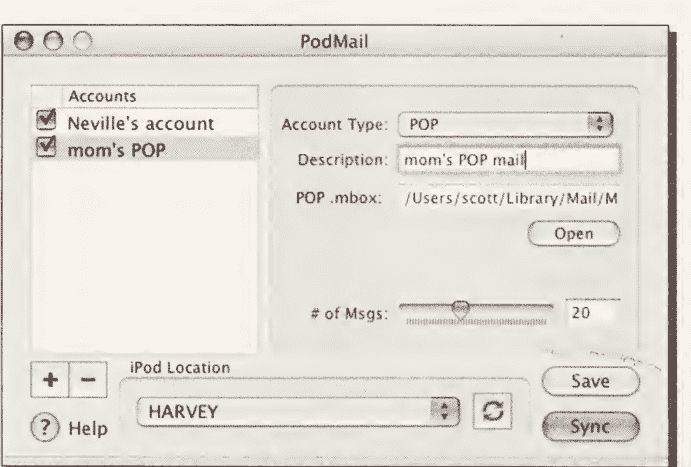 PodMail
Accounts
Neville's account
mom's POP
Account Type: POP
Description: mom's POP mail
POP .mbox: /Users/scott/Library/Mail/M
Open
# of Msgs: 20
+ −
iPod Location
HARVEY
Save
? Help
Sync